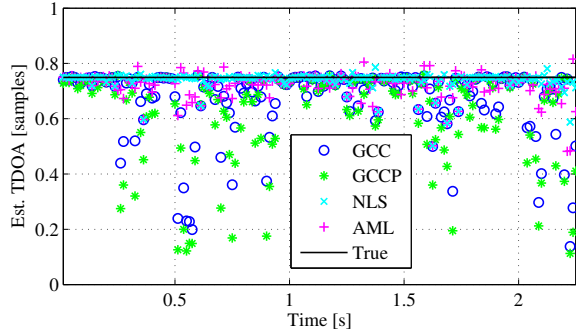 1
0.8
0.6
0.4
0.2
0
Est. TDOA [samples]
GCC
GCCP
NLS
AML
True
0.5 1 1.5 2
Time [s]